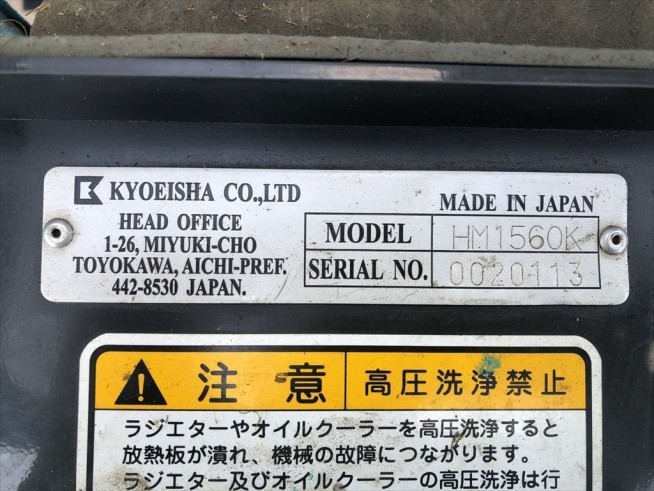 KYOEISHA CO.,LTD
HEAD OFFICE
1-26, MIYUKI-CHO
TOYOKAWA, AICHI-PREF.
442-8530 JAPAN.
MADE IN JAPAN
MODEL HM1560K
SERIAL NO. 0020113
注意 高圧洗浄禁止
ラジエターやオイルクーラーを高圧洗浄すると
放熱板が潰れ、機械の故障につながります。
ラジエター及びオイルクーラーの高圧洗浄は行